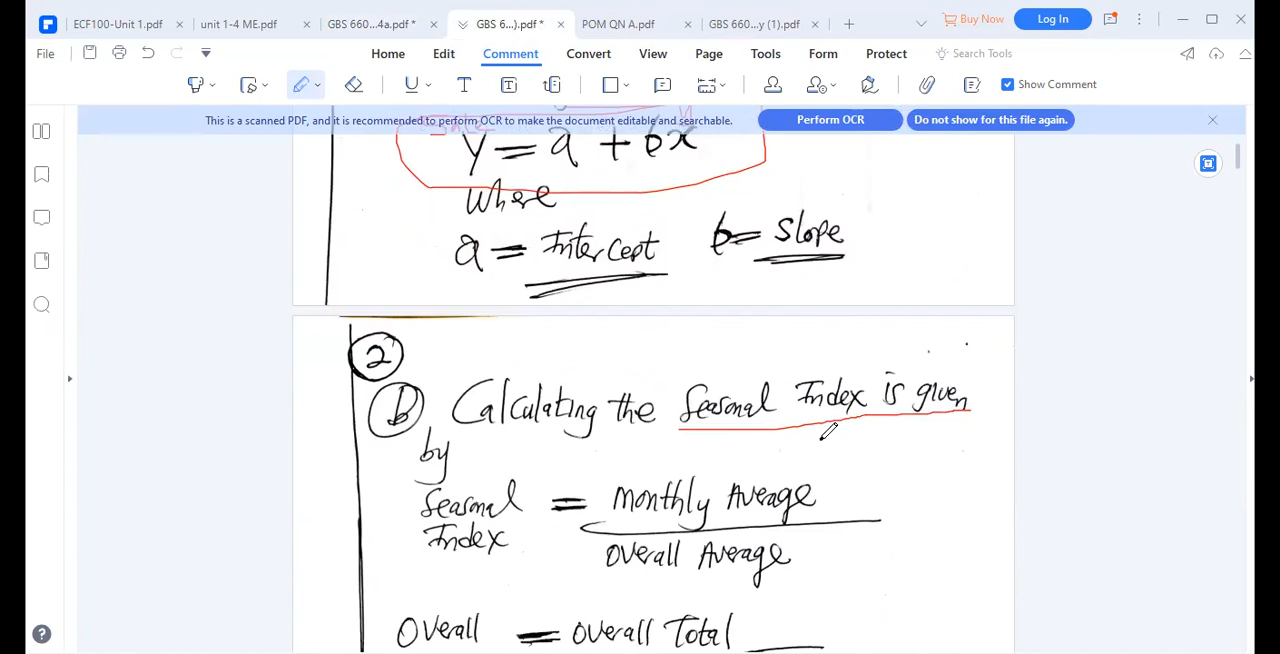 ECF100-Unit 1.pdf unit 1-4 ME.pdf GBS 660...4a.pdf * GBS 6...).pdf * POM QN A.pdf GBS 660...y (1).pdf Buy Now Log In
File Home Edit Comment Convert View Page Tools Form Protect Search Tools
Show Comment
This is a scanned PDF, and it is recommended to perform OCR to make the document editable and searchable. Perform OCR Do not show for this file again.
y = a + bx
where
a = Intercept b = Slope
2
B Calculating the Seasonal Index is given
by
Seasonal = monthly Average
Index Overall Average
Overall = Overall Total